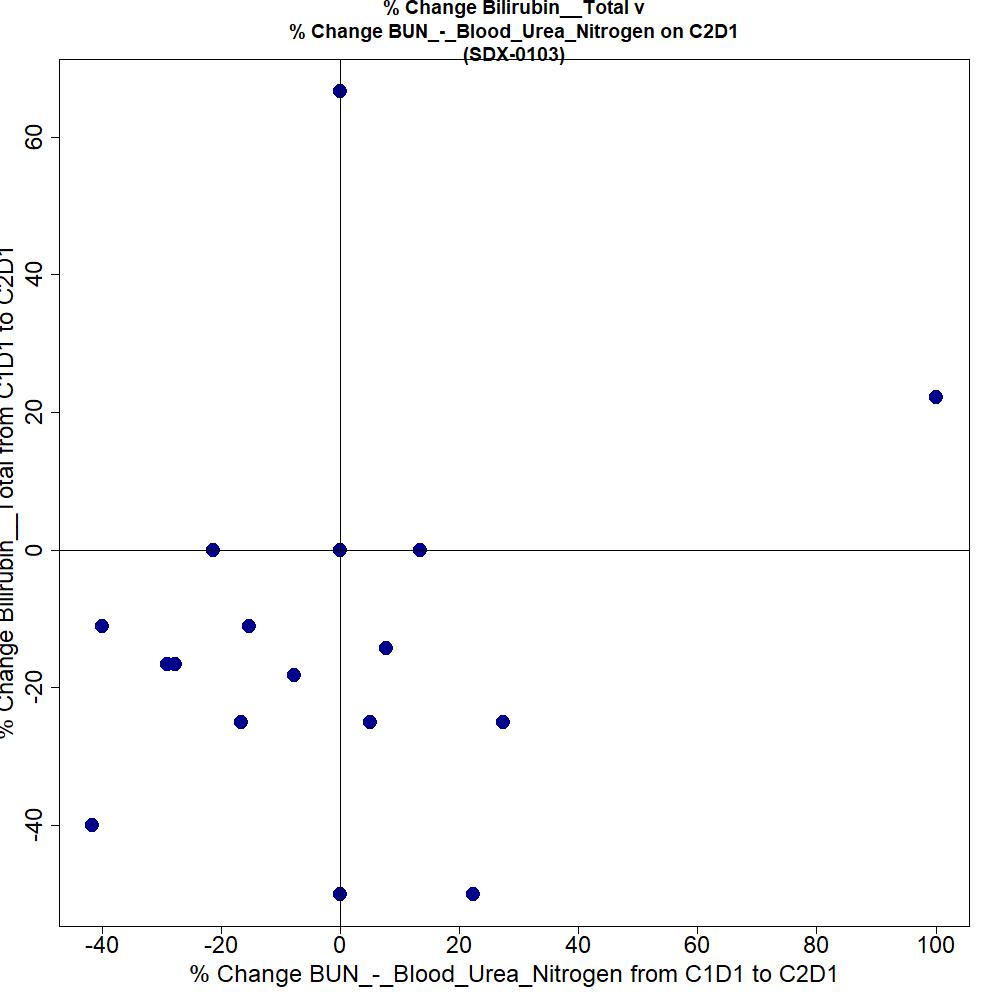 % Change Bilirubin__Total v
% Change BUN_-_Blood_Urea_Nitrogen on C2D1
(SDX-0103)
% Change Bilirubin__Total from C1D1 to C2D1
60
40
20
0
-20
-40
-40 -20 0 20 40 60 80 100
% Change BUN_-_Blood_Urea_Nitrogen from C1D1 to C2D1